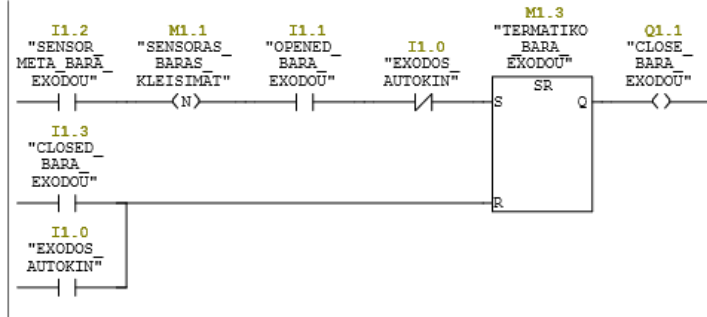 I1.2
"SENSOR_
META_BARA_
EXODOU"
M1.1
"SENSORAS_
BARAS_
KLEISIMAT"
(N)
I1.1
"OPENED_
BARA_
EXODOU"
I1.0
"EXODOS_
AUTOKIN"
M1.3
"TERMATIKO
_BARA_
EXODOU"
SR
S
Q
R
Q1.1
"CLOSE_
BARA_
EXODOU"
I1.3
"CLOSED_
BARA_
EXODOU"
I1.0
"EXODOS_
AUTOKIN"